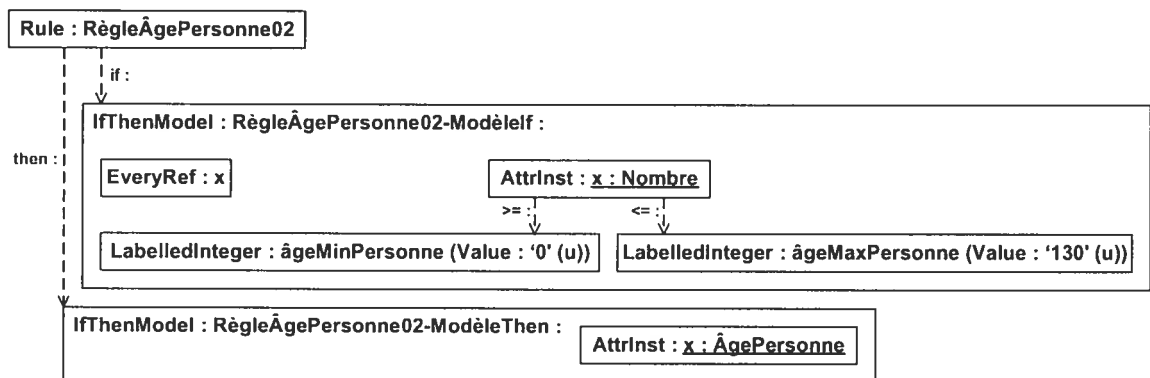 Rule : RègleÂgePersonne02
if :
IfThenModel : RègleÂgePersonne02-ModèleIf :
then :
EveryRef : x
AttrInst : x : Nombre
>= :
<= :
LabelledInteger : âgeMinPersonne (Value : ‘0’ (u))
LabelledInteger : âgeMaxPersonne (Value : ‘130’ (u))
IfThenModel : RègleÂgePersonne02-ModèleThen :
AttrInst : x : ÂgePersonne